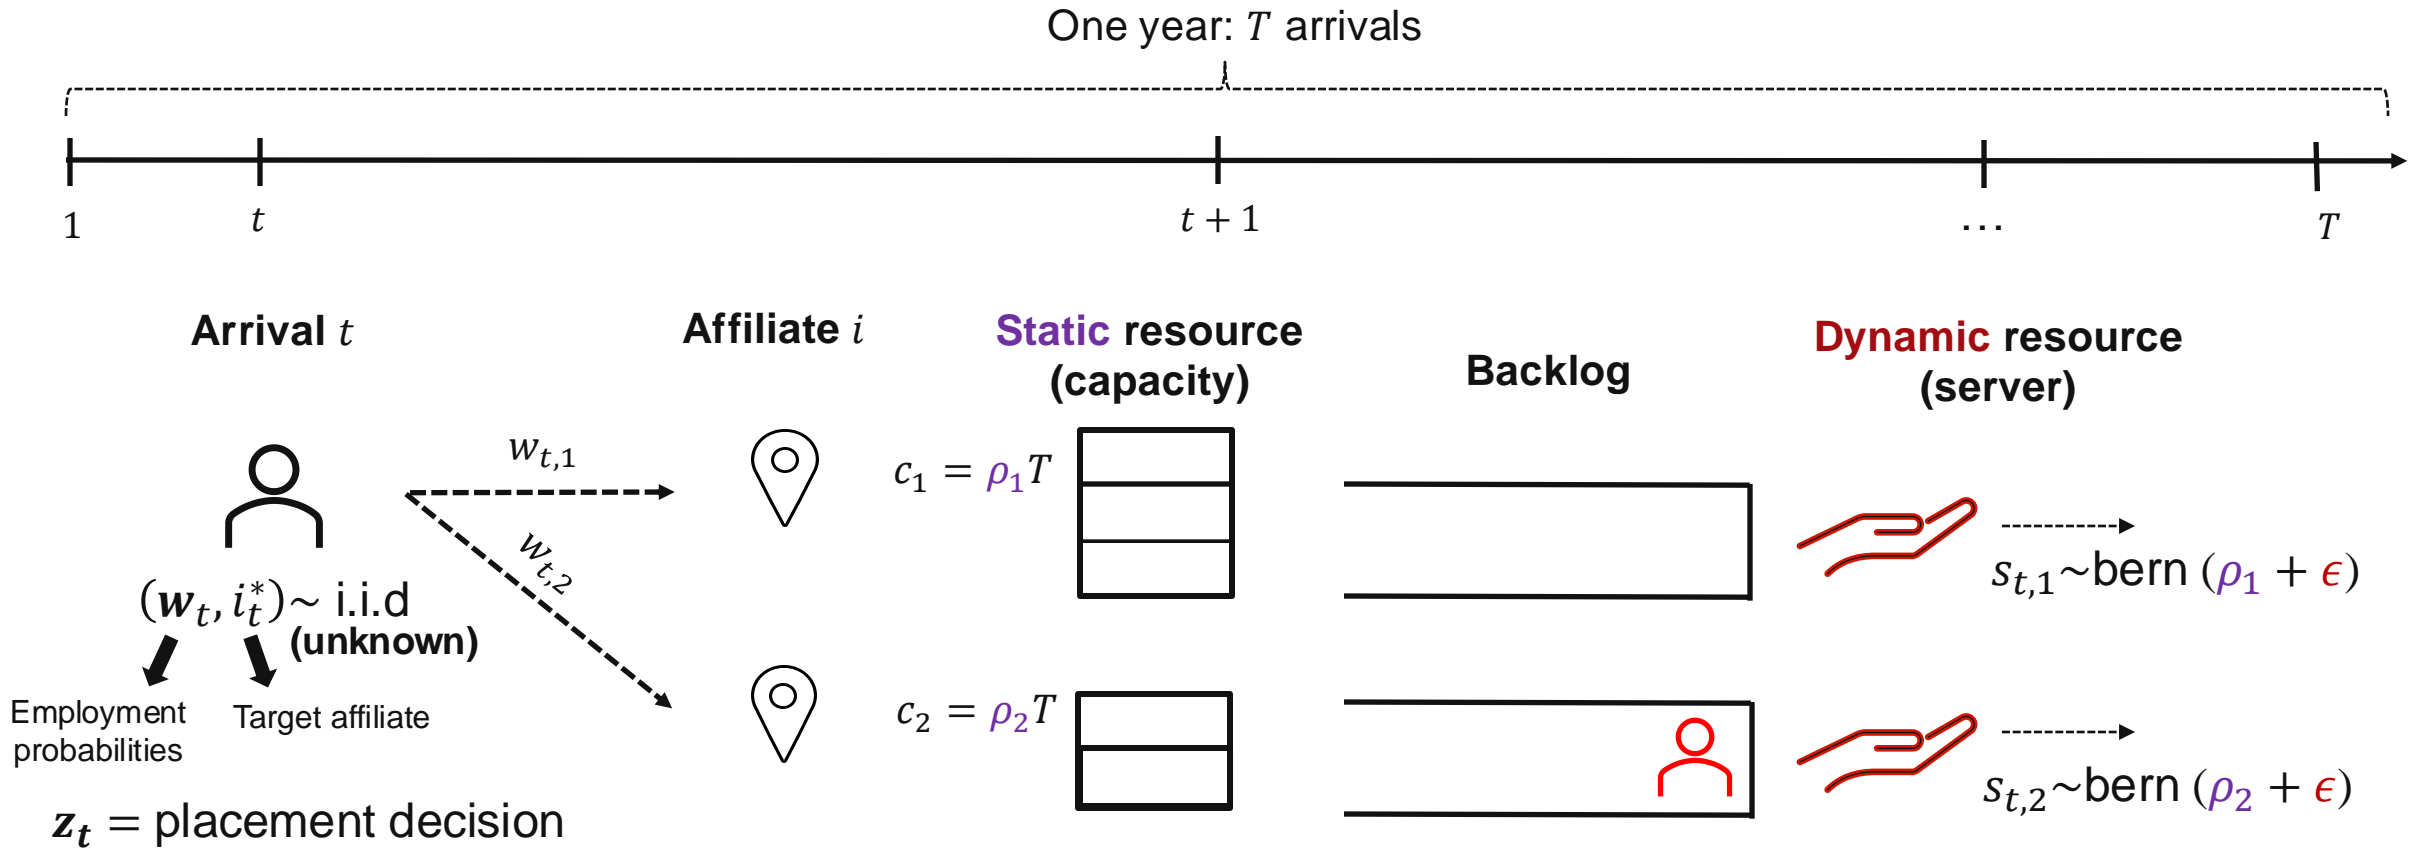 One year: T arrivals
1
t
t + 1
...
T
Arrival t
Affiliate i
Static resource
(capacity)
Backlog
Dynamic resource
(server)
w_{t,1}
w_{t,2}
c_1 = ρ_1T
c_2 = ρ_2T
(w_t, i_t^*)~ i.i.d
(unknown)
Employment
probabilities
Target affiliate
z_t = placement decision
s_{t,1}~bern (ρ_1 + ϵ)
s_{t,2}~bern (ρ_2 + ϵ)